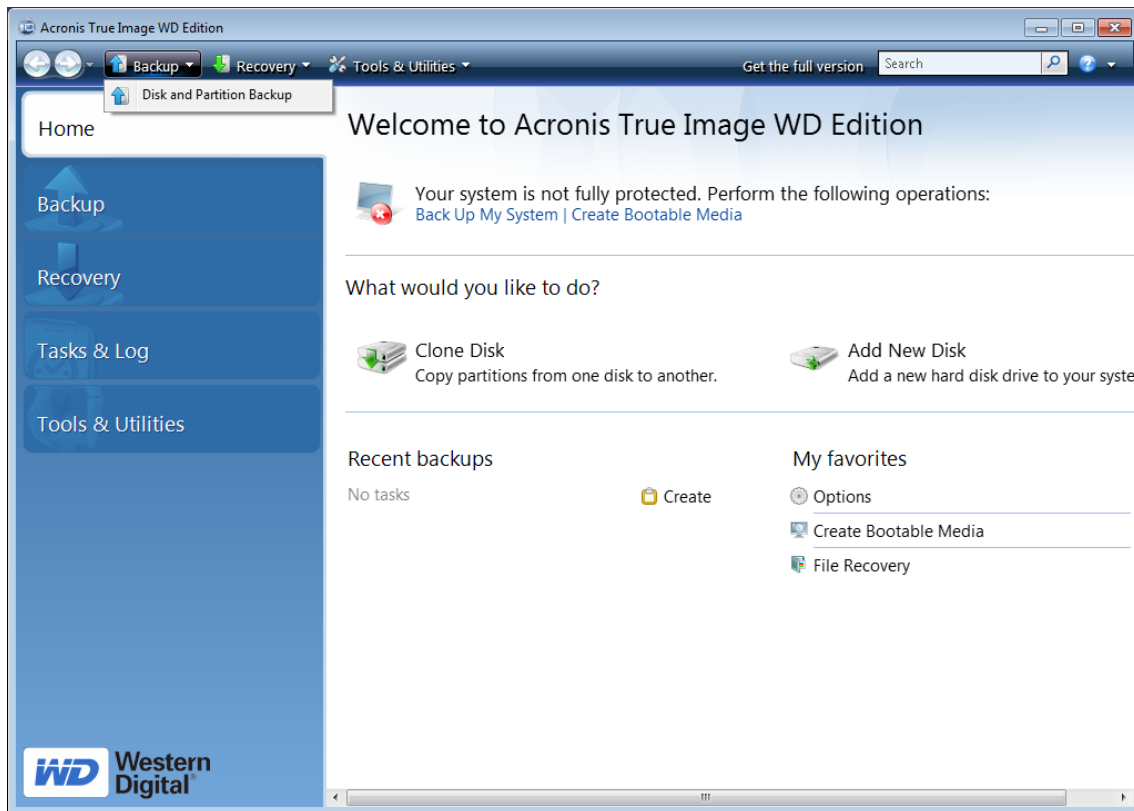 Acronis True Image WD Edition
Backup Recovery Tools & Utilities Get the full version Search
Disk and Partition Backup
Home
Backup
Recovery
Tasks & Log
Tools & Utilities
WD Western Digital®
Welcome to Acronis True Image WD Edition
Your system is not fully protected. Perform the following operations:
Back Up My System | Create Bootable Media
What would you like to do?
Clone Disk
Copy partitions from one disk to another.
Add New Disk
Add a new hard disk drive to your syste
Recent backups
No tasks
Create
My favorites
Options
Create Bootable Media
File Recovery